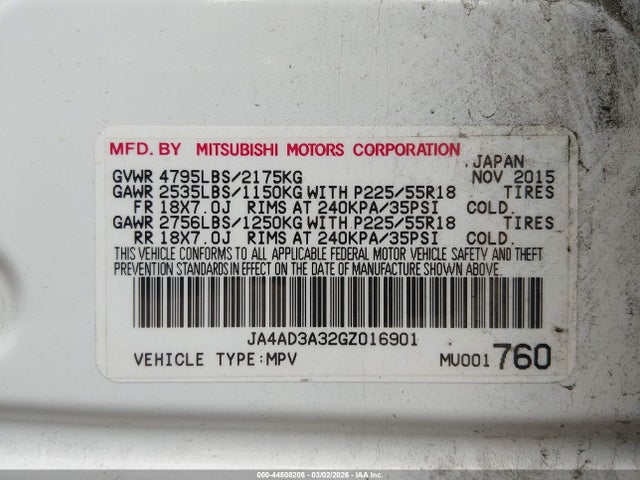 MFD. BY MITSUBISHI MOTORS CORPORATION
JAPAN
GVWR 4795LBS/2175KG NOV 2015
GAWR 2535LBS/1150KG WITH P225/55R18 TIRES
FR 18X7.0J RIMS AT 240KPA/35PSI COLD.
GAWR 2756LBS/1250KG WITH P225/55R18 TIRES
RR 18X7.0J RIMS AT 240KPA/35PSI COLD.
THIS VEHICLE CONFORMS TO ALL APPLICABLE FEDERAL MOTOR VEHICLE SAFETY AND THEFT
PREVENTION STANDARDS IN EFFECT ON THE DATE OF MANUFACTURE SHOWN ABOVE.
JA4AD3A32GZ016901
VEHICLE TYPE:MPV MU001760
000-44508208 - 03/02/2026 - IAA Inc.